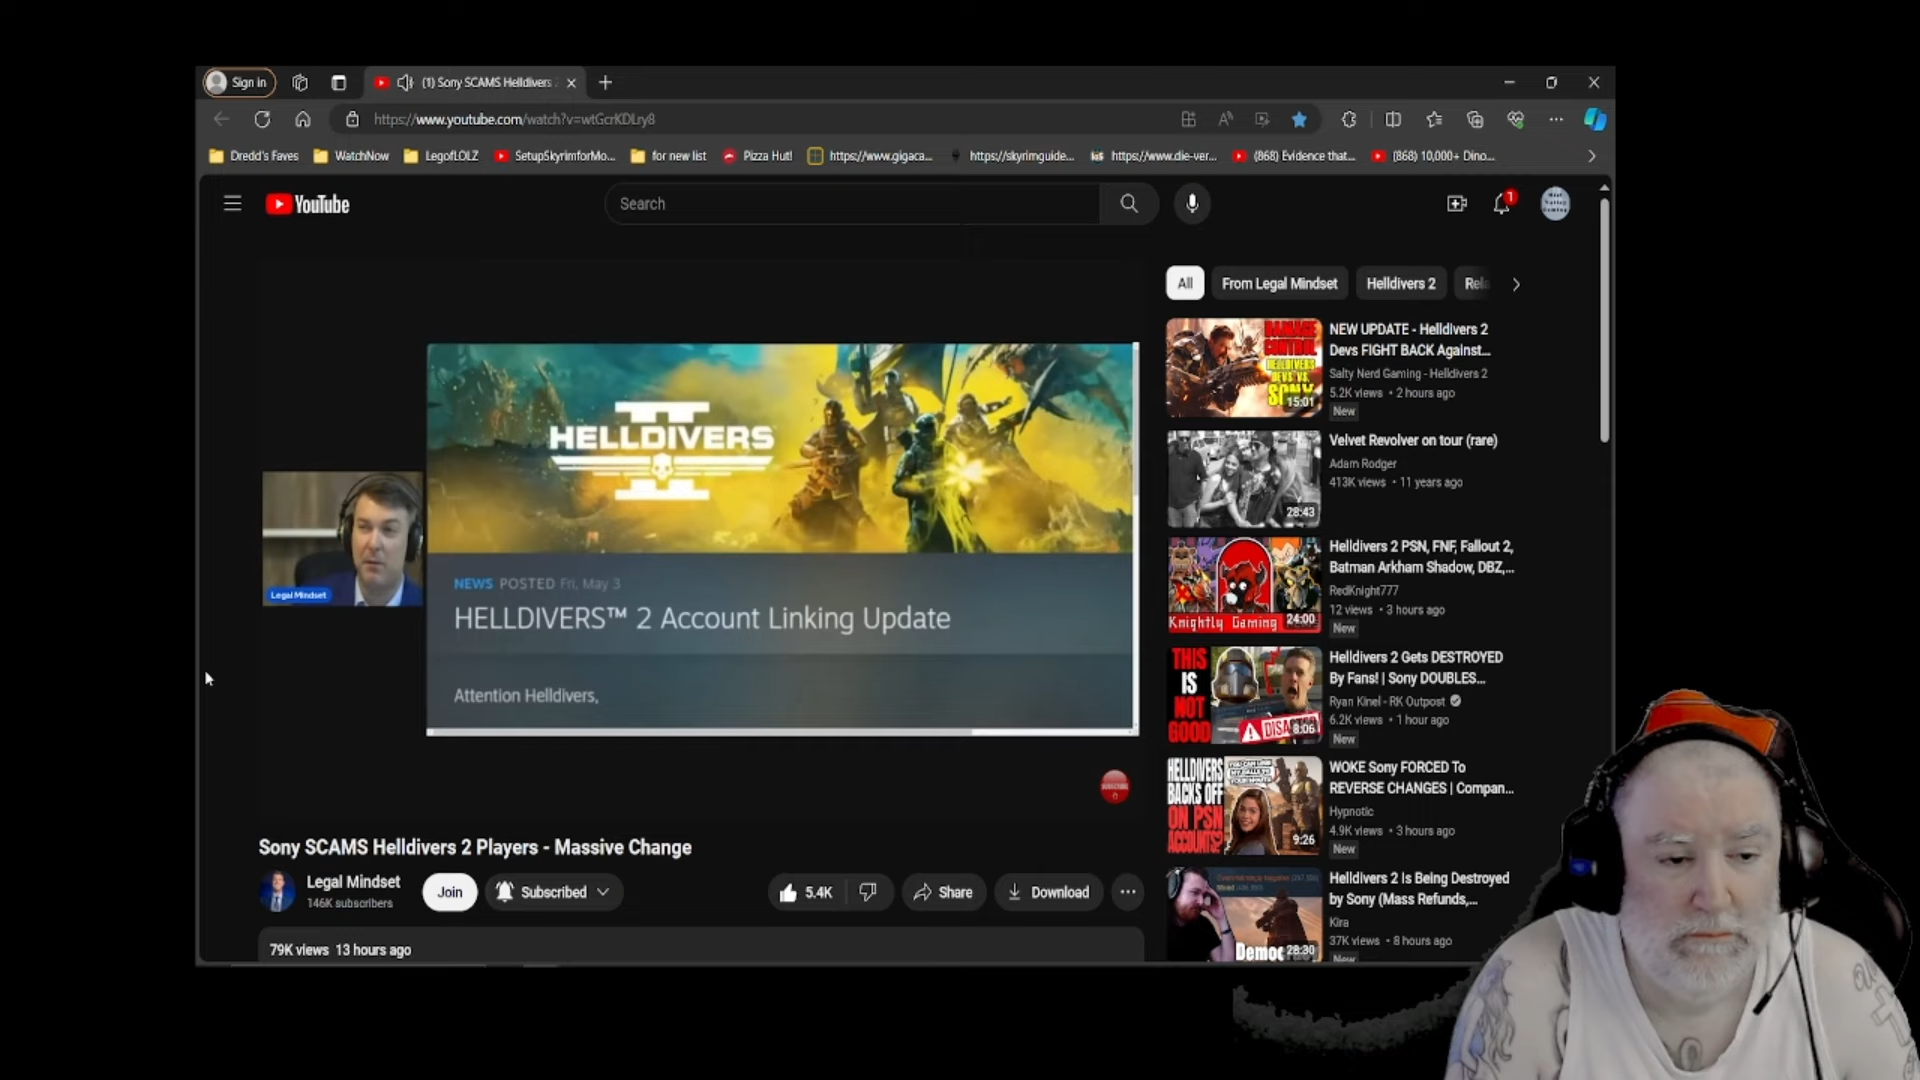 Sign in
(1) Sony SCAMS Helldivers
https://www.youtube.com/watch?v=wtGcrKDLry8
Dredd's Faves
WatchNow
LegofLOLZ
SetupSkyrimforMo...
for new list
Pizza Hut!
https://www.gigaca...
https://skyrimguide...
https://www.die-ver...
(868) Evidence that...
(868) 10,000+ Dino...
YouTube
Search
1
All
From Legal Mindset
Helldivers 2
HELLDIVERS
II
Legal Mindset
NEWS POSTED Fri, May 3
HELLDIVERS™ 2 Account Linking Update
Attention Helldivers,
SUBSCRIBE
Sony SCAMS Helldivers 2 Players - Massive Change
Legal Mindset
146K subscribers
Join
Subscribed
5.4K
Share
Download
79K views 13 hours ago
DAMAGE
CONTROL
HELLDIVERS
DEVS VS.
SONY
15:01
NEW UPDATE - Helldivers 2
Devs FIGHT BACK Against...
Salty Nerd Gaming - Helldivers 2
5.2K views • 2 hours ago
New
28:43
Velvet Revolver on tour (rare)
Adam Rodger
413K views • 11 years ago
Knightly Gaming
24:00
Helldivers 2 PSN, FNF, Fallout 2,
Batman Arkham Shadow, DBZ,...
RedKnight777
12 views • 3 hours ago
New
THIS
IS
NOT
GOOD
8:06
Helldivers 2 Gets DESTROYED
By Fans! | Sony DOUBLES...
Ryan Kinel - RK Outpost
6.2K views • 1 hour ago
New
HELLDIVERS
BACKS OFF
ON PSN
ACCOUNTS?
9:26
WOKE Sony FORCED To
REVERSE CHANGES | Compan...
Hypnotic
4.9K views • 3 hours ago
New
28:30
Helldivers 2 Is Being Destroyed
by Sony (Mass Refunds,...
Kira
37K views • 8 hours ago
New